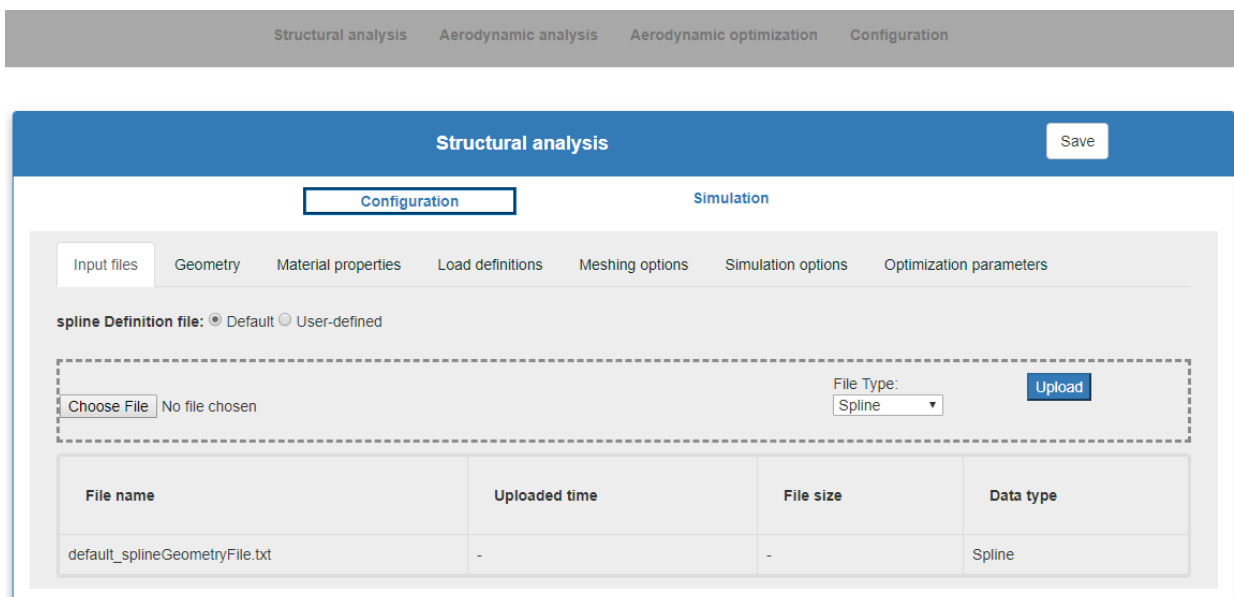 Structural analysis Aerodynamic analysis Aerodynamic optimization Configuration
Structural analysis Save
Configuration Simulation
Input files Geometry Material properties Load definitions Meshing options Simulation options Optimization parameters
spline Definition file: Default User-defined
File Type: Upload
Choose File No file chosen Spline
File name Uploaded time File size Data type
default_splineGeometryFile.txt - - Spline